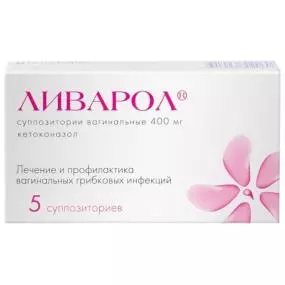 ЛИВАРОЛ®
суппозитории вагинальные 400 мг
кетоконазол
Лечение и профилактика
вагинальных грибковых инфекций
5 суппозиториев